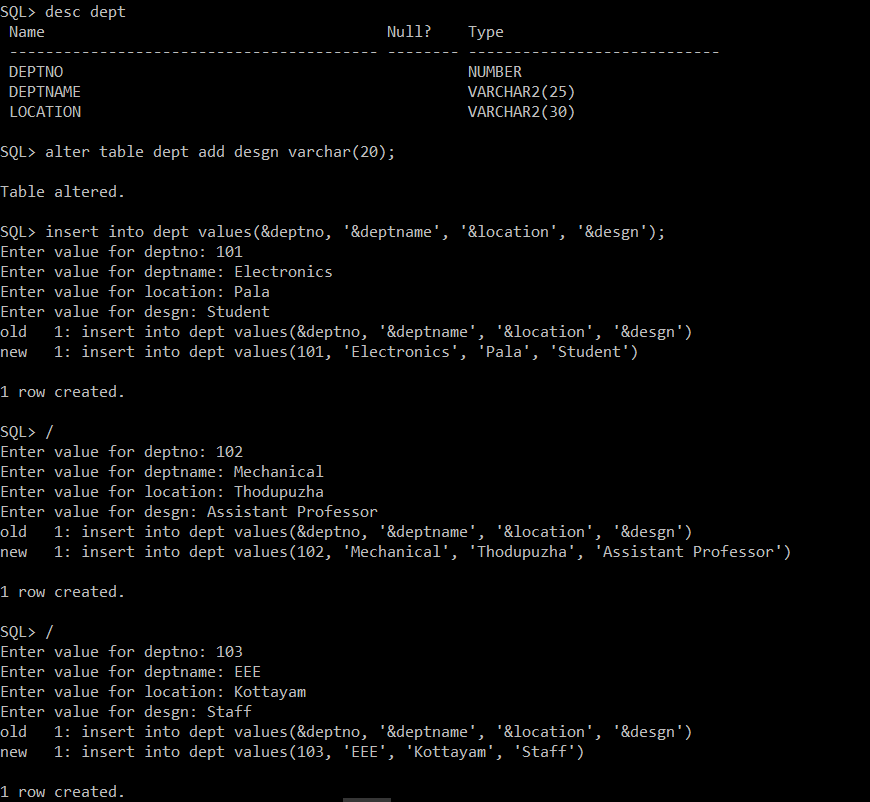 SQL> desc dept
 Name                                      Null?    Type
 ----------------------------------------- -------- ----------------------------
 DEPTNO                                             NUMBER
 DEPTNAME                                           VARCHAR2(25)
 LOCATION                                           VARCHAR2(30)
SQL> alter table dept add desgn varchar(20);
Table altered.
SQL> insert into dept values(&deptno, '&deptname', '&location', '&desgn');
Enter value for deptno: 101
Enter value for deptname: Electronics
Enter value for location: Pala
Enter value for desgn: Student
old   1: insert into dept values(&deptno, '&deptname', '&location', '&desgn')
new   1: insert into dept values(101, 'Electronics', 'Pala', 'Student')
1 row created.
SQL> /
Enter value for deptno: 102
Enter value for deptname: Mechanical
Enter value for location: Thodupuzha
Enter value for desgn: Assistant Professor
old   1: insert into dept values(&deptno, '&deptname', '&location', '&desgn')
new   1: insert into dept values(102, 'Mechanical', 'Thodupuzha', 'Assistant Professor')
1 row created.
SQL> /
Enter value for deptno: 103
Enter value for deptname: EEE
Enter value for location: Kottayam
Enter value for desgn: Staff
old   1: insert into dept values(&deptno, '&deptname', '&location', '&desgn')
new   1: insert into dept values(103, 'EEE', 'Kottayam', 'Staff')
1 row created.